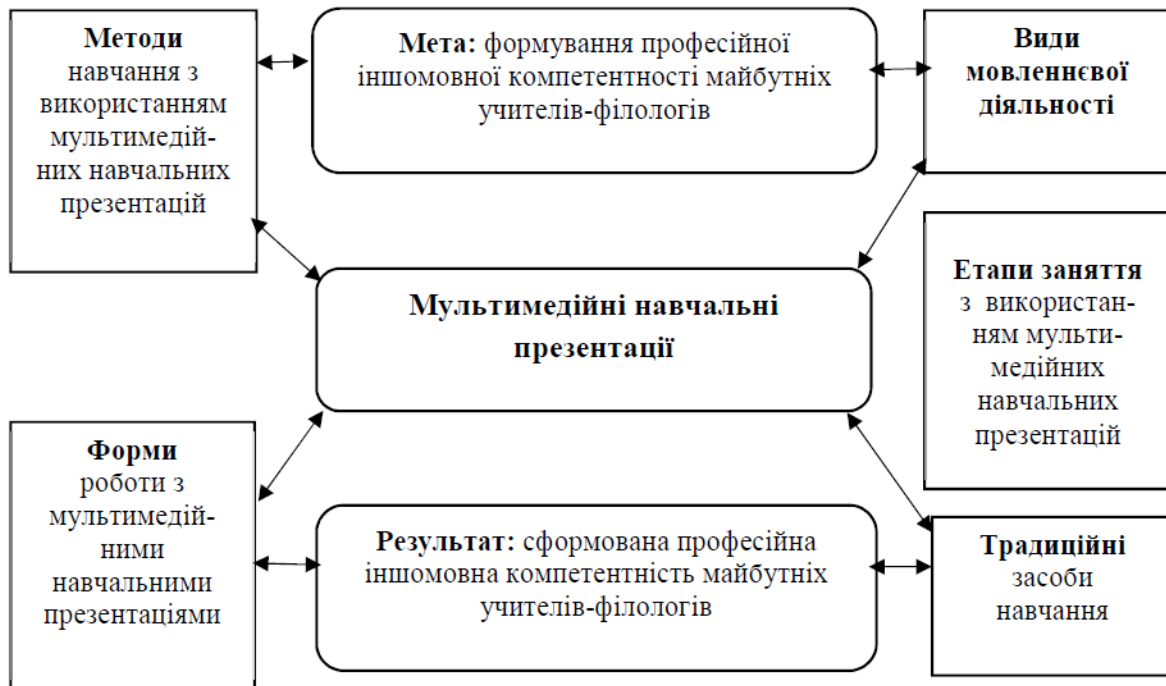 Методи
навчання з
використанням
мультимедій-
них навчальних
презентацій
Мета: формування професійної
іншомовної компетентності майбутніх
учителів-філологів
Види
мовленнєвої
діяльності
Мультимедійні навчальні
презентації
Етапи заняття
з використан-
ням мульти-
медійних
навчальних
презентацій
Форми
роботи з
мультимедій-
ними
навчальними
презентаціями
Результат: сформована професійна
іншомовна компетентність майбутніх
учителів-філологів
Традиційні
засоби
навчання